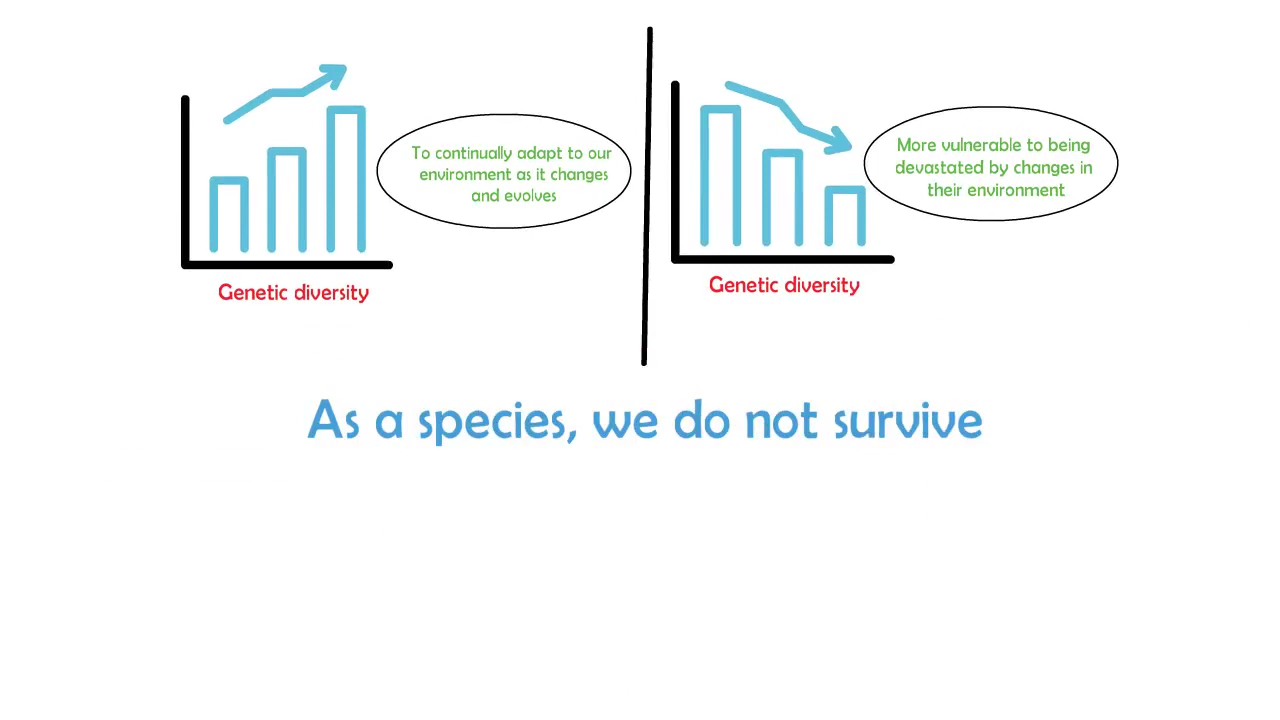 To continually adapt to our
environment as it changes
and evolves
Genetic diversity
More vulnerable to being
devastated by changes in
their environment
Genetic diversity
As a species, we do not survive